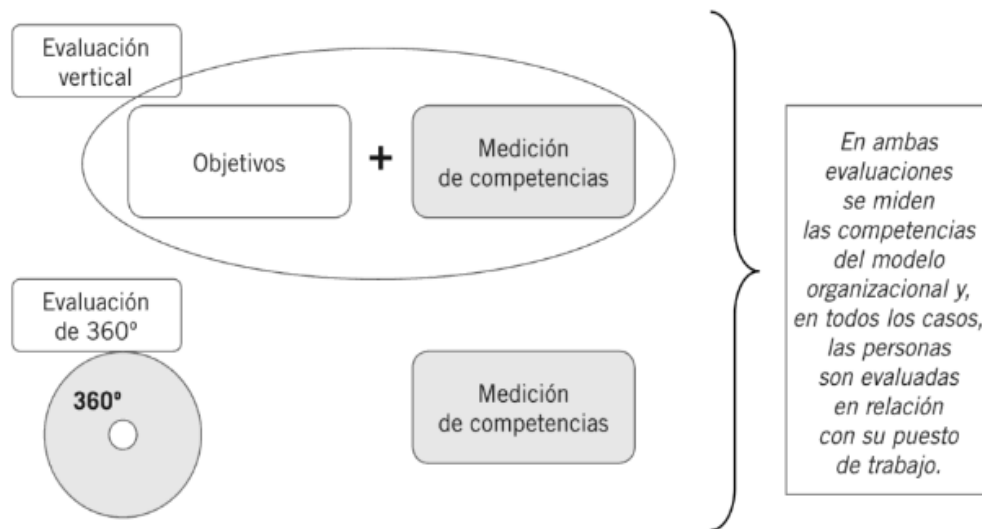 Evaluación
vertical
Objetivos
+
Medición
de competencias
Evaluación
de 360º
360º
Medición
de competencias
En ambas
evaluaciones
se miden
las competencias
del modelo
organizacional y,
en todos los casos,
las personas
son evaluadas
en relación
con su puesto
de trabajo.